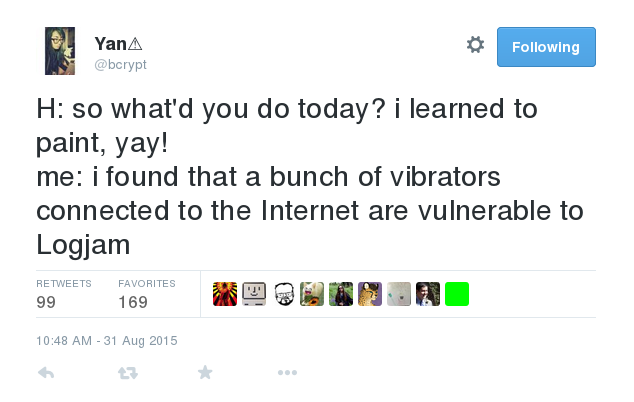 Yan⚠
@bcrypt
Following
H: so what'd you do today? i learned to
paint, yay!
me: i found that a bunch of vibrators
connected to the Internet are vulnerable to
Logjam
RETWEETS FAVORITES
99 169
10:48 AM - 31 Aug 2015